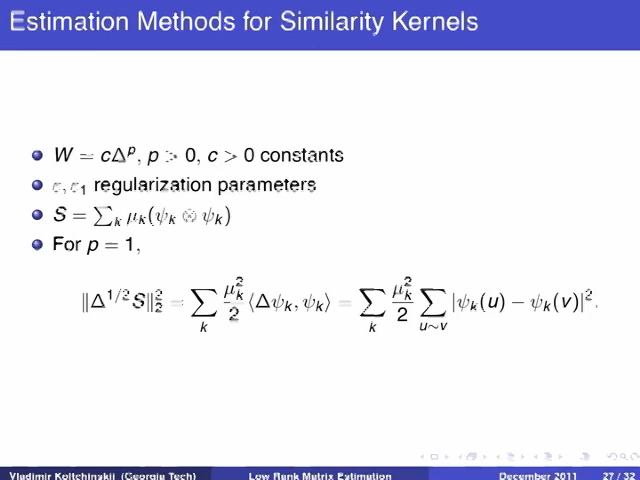 Estimation Methods for Similarity Kernels
W = cΔ^p, p > 0, c > 0 constants
ε, ε₁ regularization parameters
S = ∑_k μ_k(ψ_k ⊗ ψ_k)
For p = 1,
‖Δ^{1/2}S‖₂² = ∑_k μ_k²/2 ⟨Δψ_k, ψ_k⟩ = ∑_k μ_k²/2 ∑_{u∼v} |ψ_k(u) − ψ_k(v)|².
Vladimir Koltchinskii (Georgia Tech) Low Rank Matrix Estimation December 2011 27 / 32